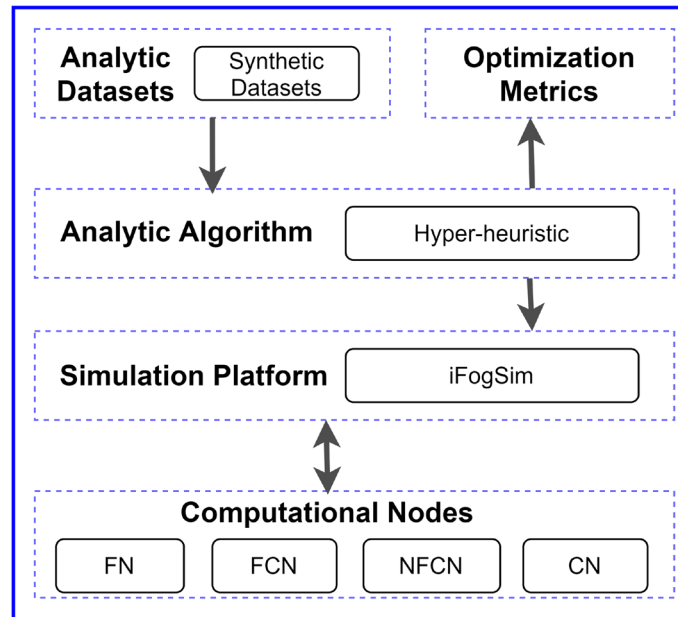 Analytic
Datasets
Synthetic
Datasets
Optimization
Metrics
Analytic Algorithm
Hyper-heuristic
Simulation Platform
iFogSim
Computational Nodes
FN
FCN
NFCN
CN